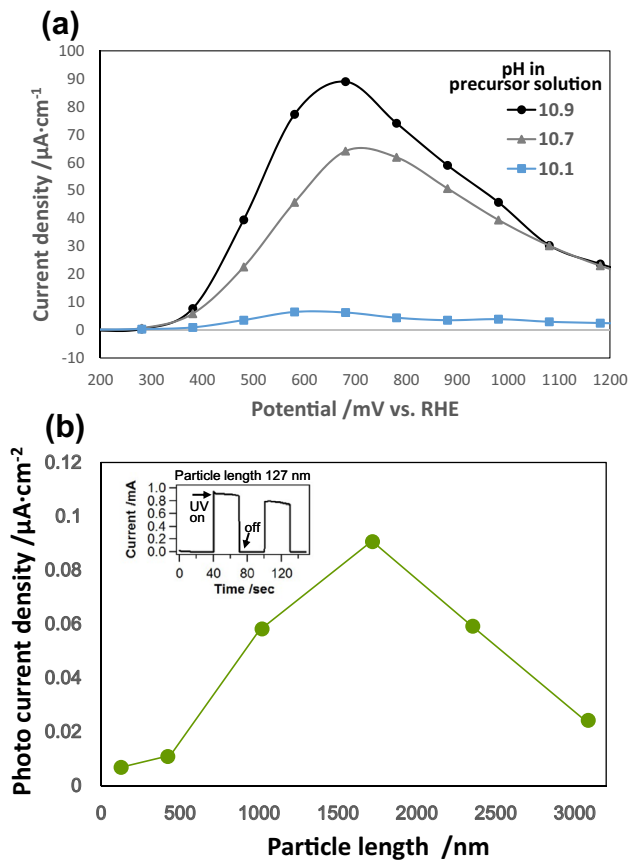 (a)
100
90
80
70
60
50
40
30
20
10
0
-10
Current density /µA·cm⁻¹
pH in
precursor solution
10.9
10.7
10.1
200 300 400 500 600 700 800 900 1000 1100 1200
Potential /mV vs. RHE
(b)
0.12
0.1
0.08
0.06
0.04
0.02
0
Photo current density /µA·cm⁻²
Particle length 127 nm
1.0
0.8
0.6
0.4
0.2
0.0
Current /mA
UV
on
off
0 40 80 120
Time /sec
0 500 1000 1500 2000 2500 3000
Particle length /nm